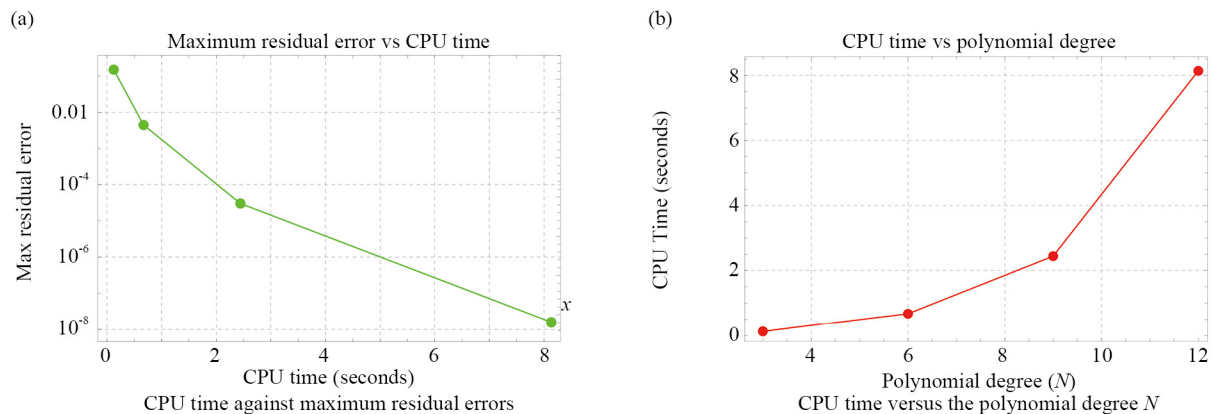 (a)
Maximum residual error vs CPU time
Max residual error
0.01
10⁻⁴
10⁻⁶
10⁻⁸
x
0 2 4 6 8
CPU time (seconds)
CPU time against maximum residual errors
(b)
CPU time vs polynomial degree
CPU Time (seconds)
8
6
4
2
0
4 6 8 10 12
Polynomial degree (N)
CPU time versus the polynomial degree N